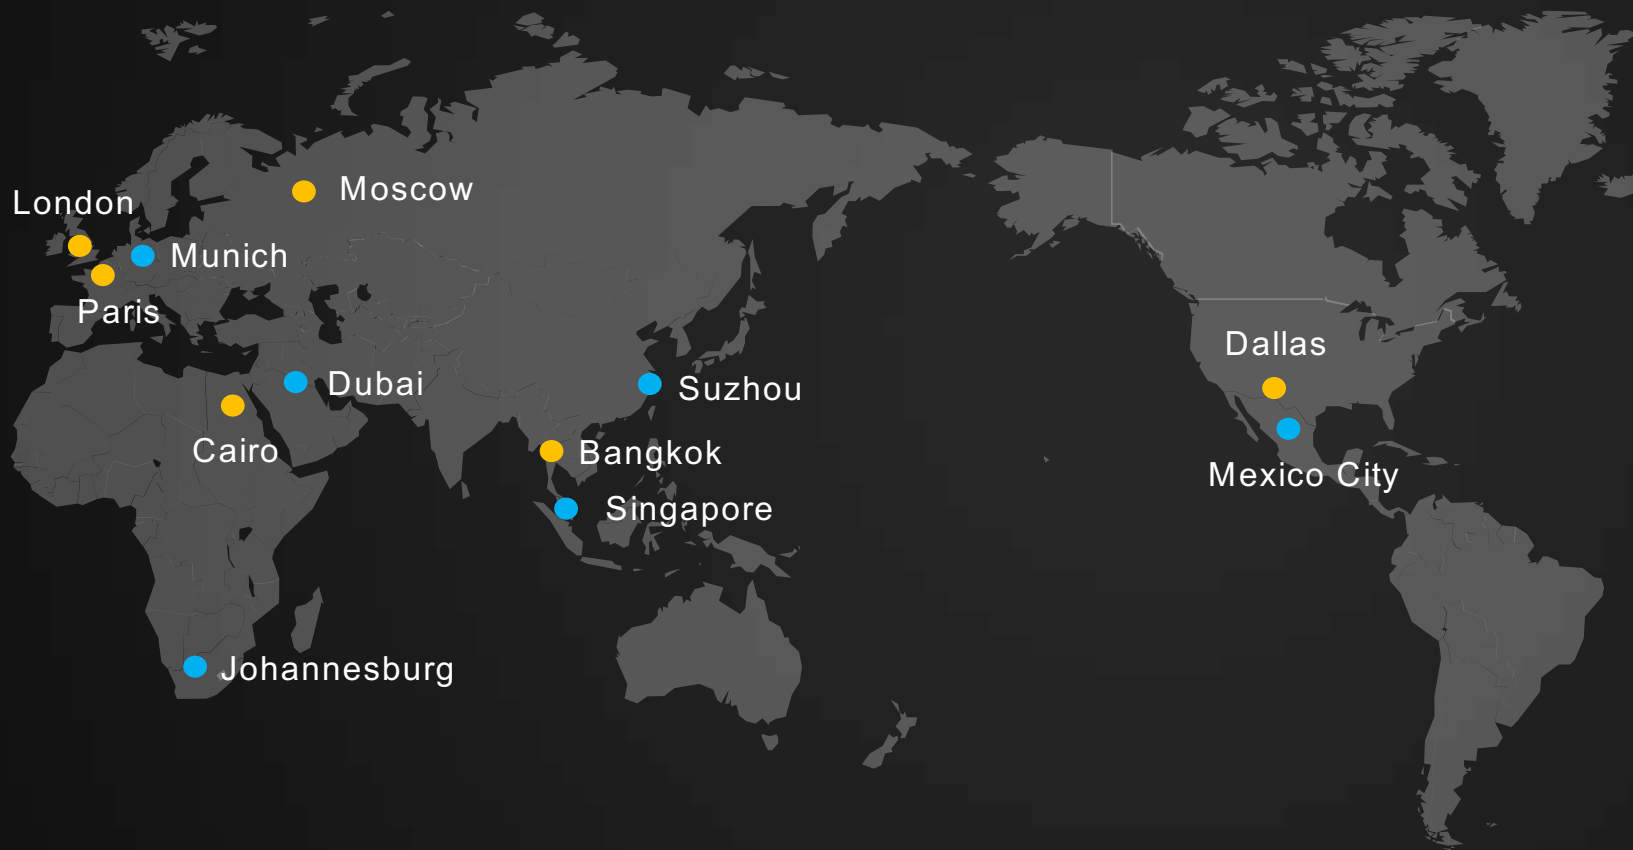 Moscow
London
Munich
Paris
Dallas
Dubai
Suzhou
Cairo
Bangkok
Mexico City
Singapore
Johannesburg